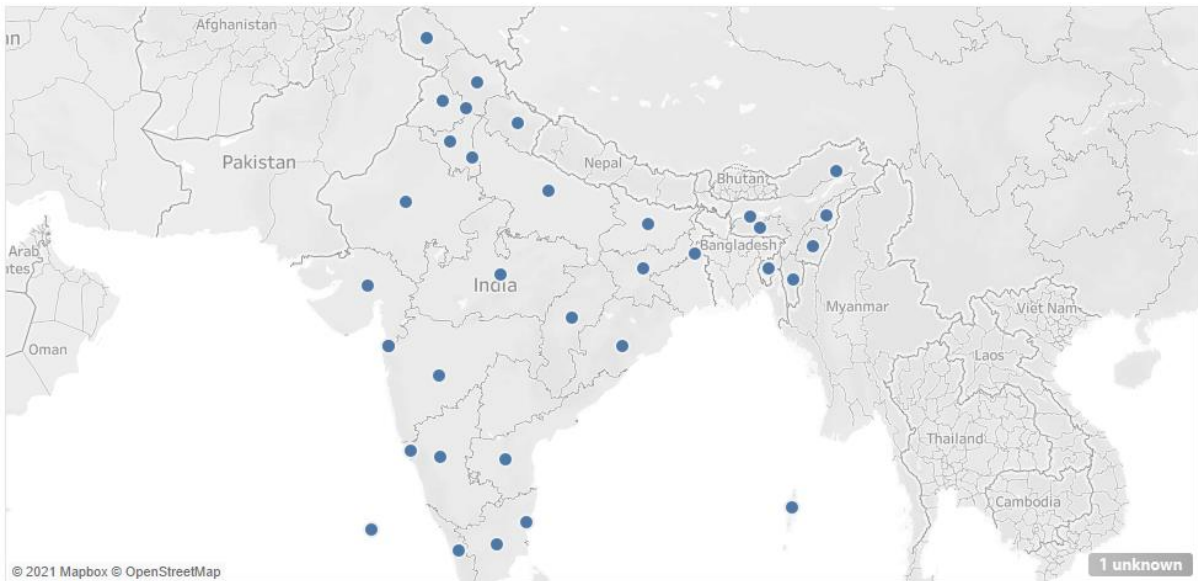 Afghanistan
an
Pakistan
Nepal
Bhutan
Arab
ates
Bangladesh
India
Myanmar
Viet Nam
Oman
Laos
Thailand
Cambodia
© 2021 Mapbox © OpenStreetMap
1 unknown